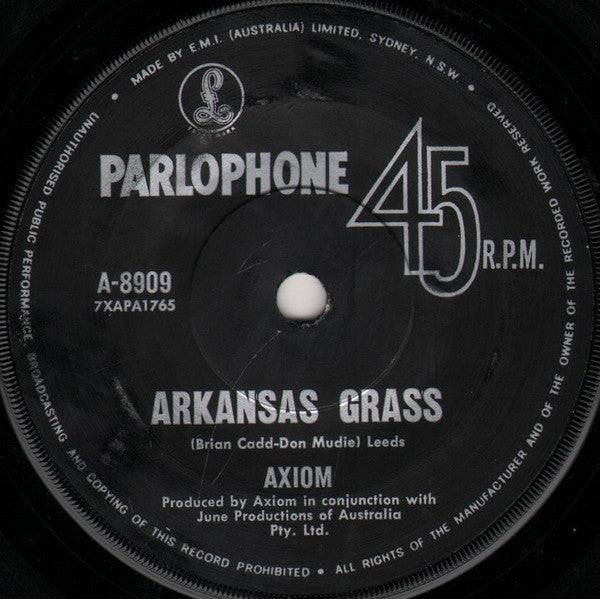 MADE BY E.M.I. (AUSTRALIA) LIMITED, SYDNEY, N.S.W. •
UNAUTHORISED PUBLIC PERFORMANCE, BROADCASTING AND COPYING OF THIS RECORD PROHIBITED • ALL RIGHTS OF THE MANUFACTURER AND OF THE OWNER OF THE RECORDED WORK RESERVED
£
PARLOPHONE 45 R.P.M.
A-8909
7XAPA1765
ARKANSAS GRASS
(Brian Cadd-Don Mudie) Leeds
AXIOM
Produced by Axiom in conjunction with
June Productions of Australia
Pty. Ltd.